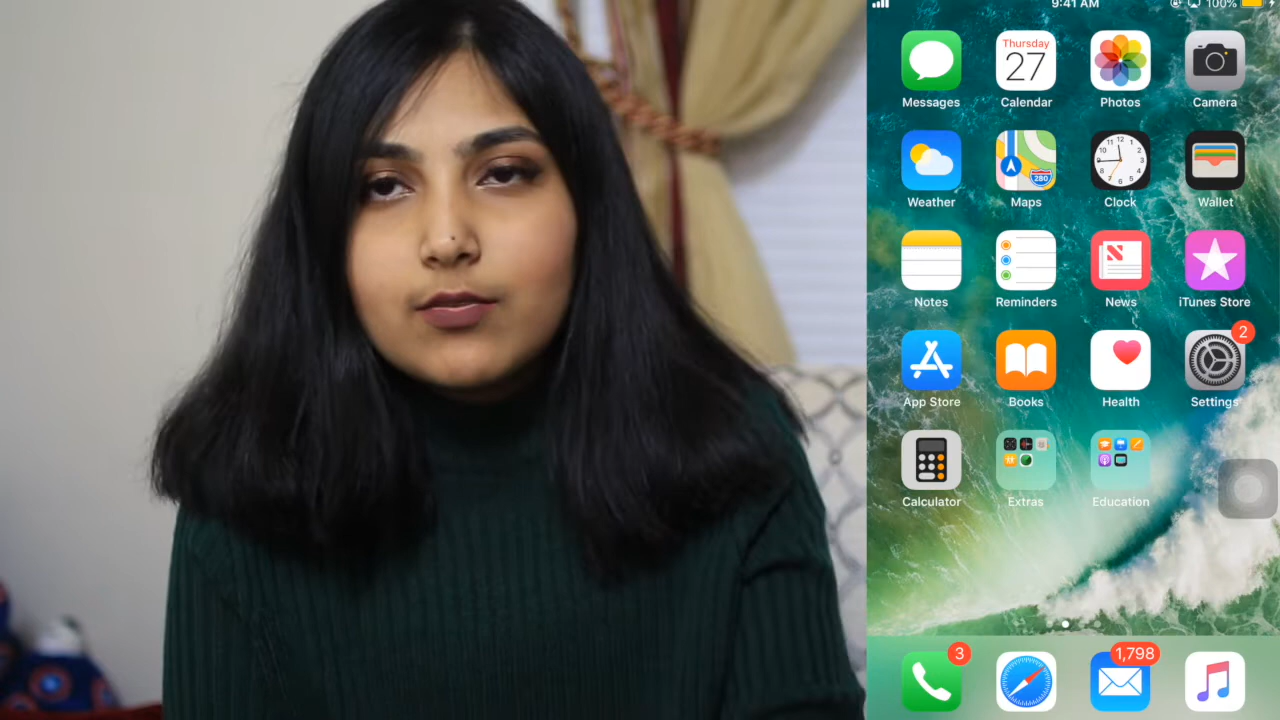 9:41 AM 100%
Thursday
27
Messages Calendar Photos Camera
280
Weather Maps Clock Wallet
Notes Reminders News iTunes Store
2
App Store Books Health Settings
Calculator Extras Education
3 1,798